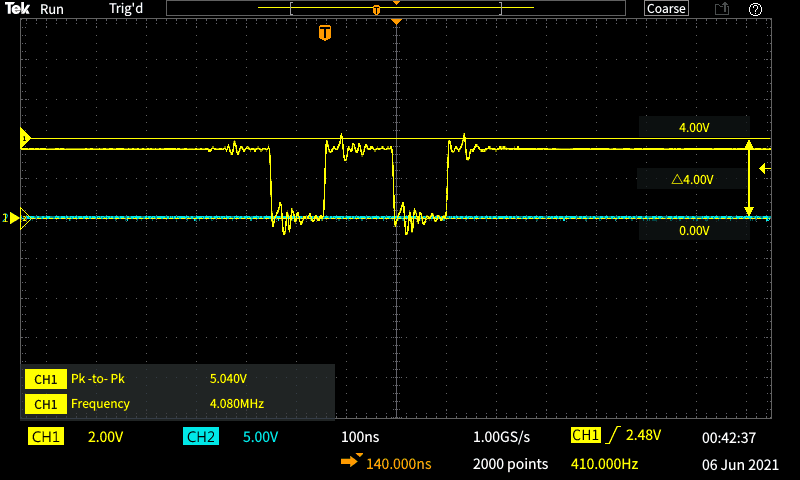 Tek Run Trig'd T Coarse ?
T
1
4.00V
△4.00V
2
0.00V
CH1 Pk -to- Pk 5.040V
CH1 Frequency 4.080MHz
CH1 2.00V CH2 5.00V 100ns 1.00GS/s CH1 2.48V 00:42:37
140.000ns 2000 points 410.000Hz 06 Jun 2021